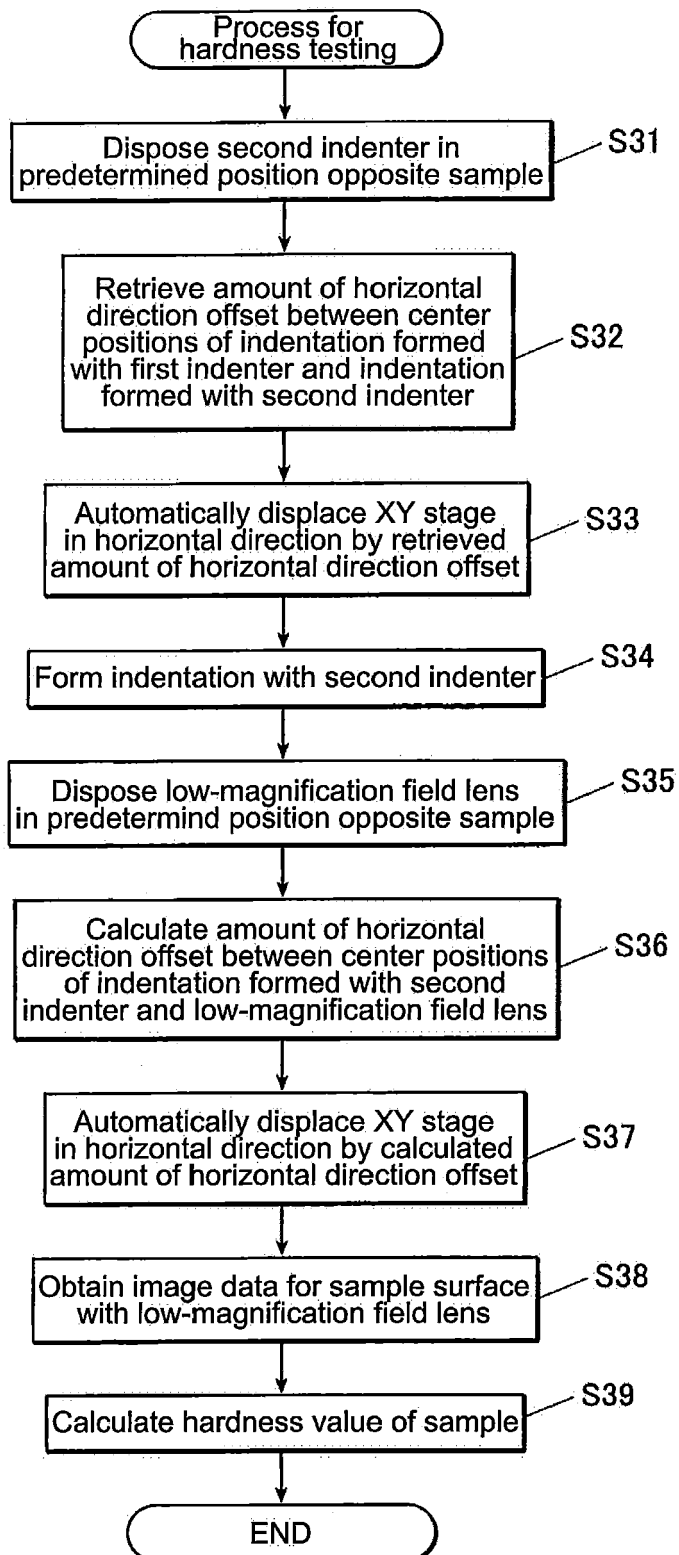 Process for
hardness testing
S31
Dispose second indenter in
predetermined position opposite sample
Retrieve amount of horizontal
direction offset between center
positions of indentation formed
with first indenter and indentation
formed with second indenter
S32
Automatically displace XY stage
in horizontal direction by retrieved
amount of horizontal direction offset
S33
Form indentation with second indenter
S34
Dispose low-magnification field lens
in predetermind position opposite sample
S35
Calculate amount of horizontal
direction offset between center positions
of indentation formed with second
indenter and low-magnification field lens
S36
Automatically displace XY stage
in horizontal direction by calculated
amount of horizontal direction offset
S37
Obtain image data for sample surface
with low-magnification field lens
S38
Calculate hardness value of sample
S39
END